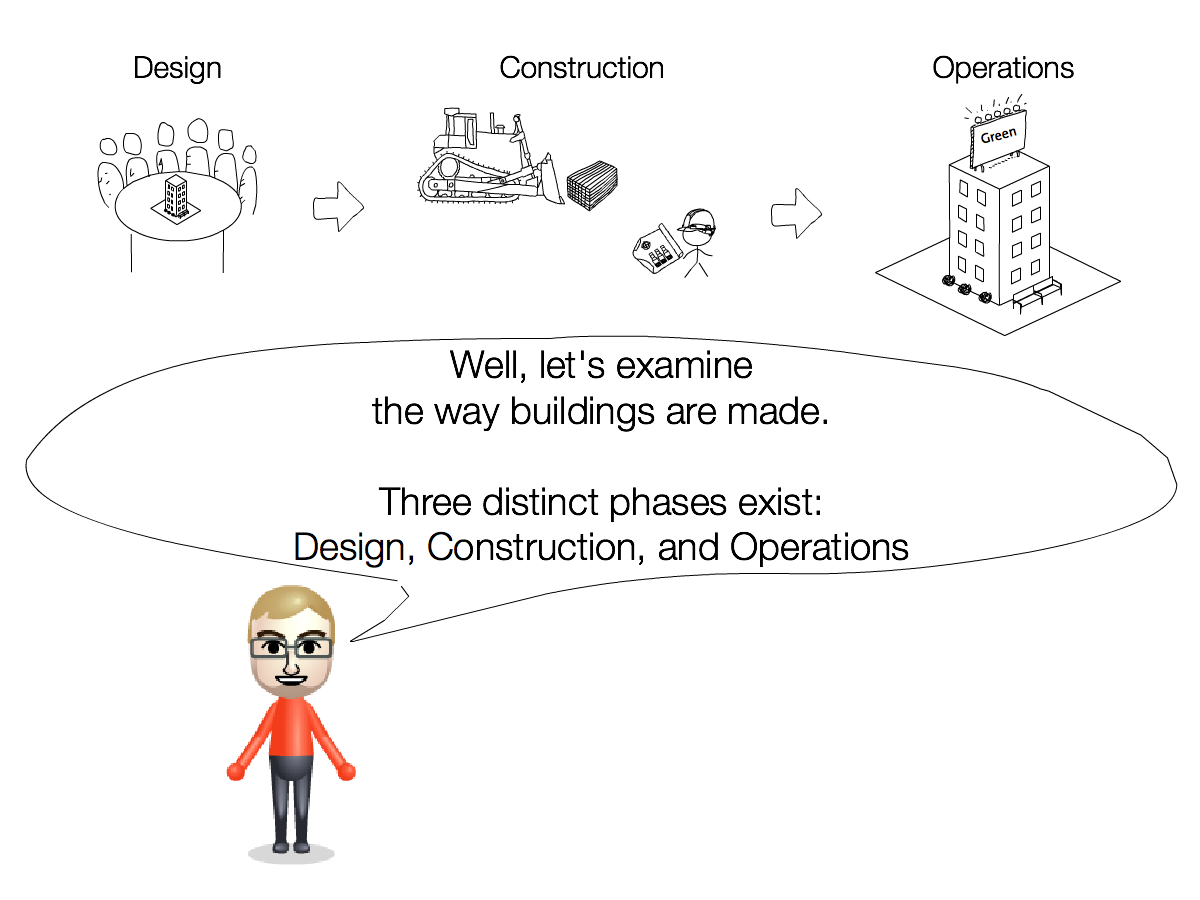 Design
Construction
Operations
Green
Well, let's examine
the way buildings are made.
Three distinct phases exist:
Design, Construction, and Operations